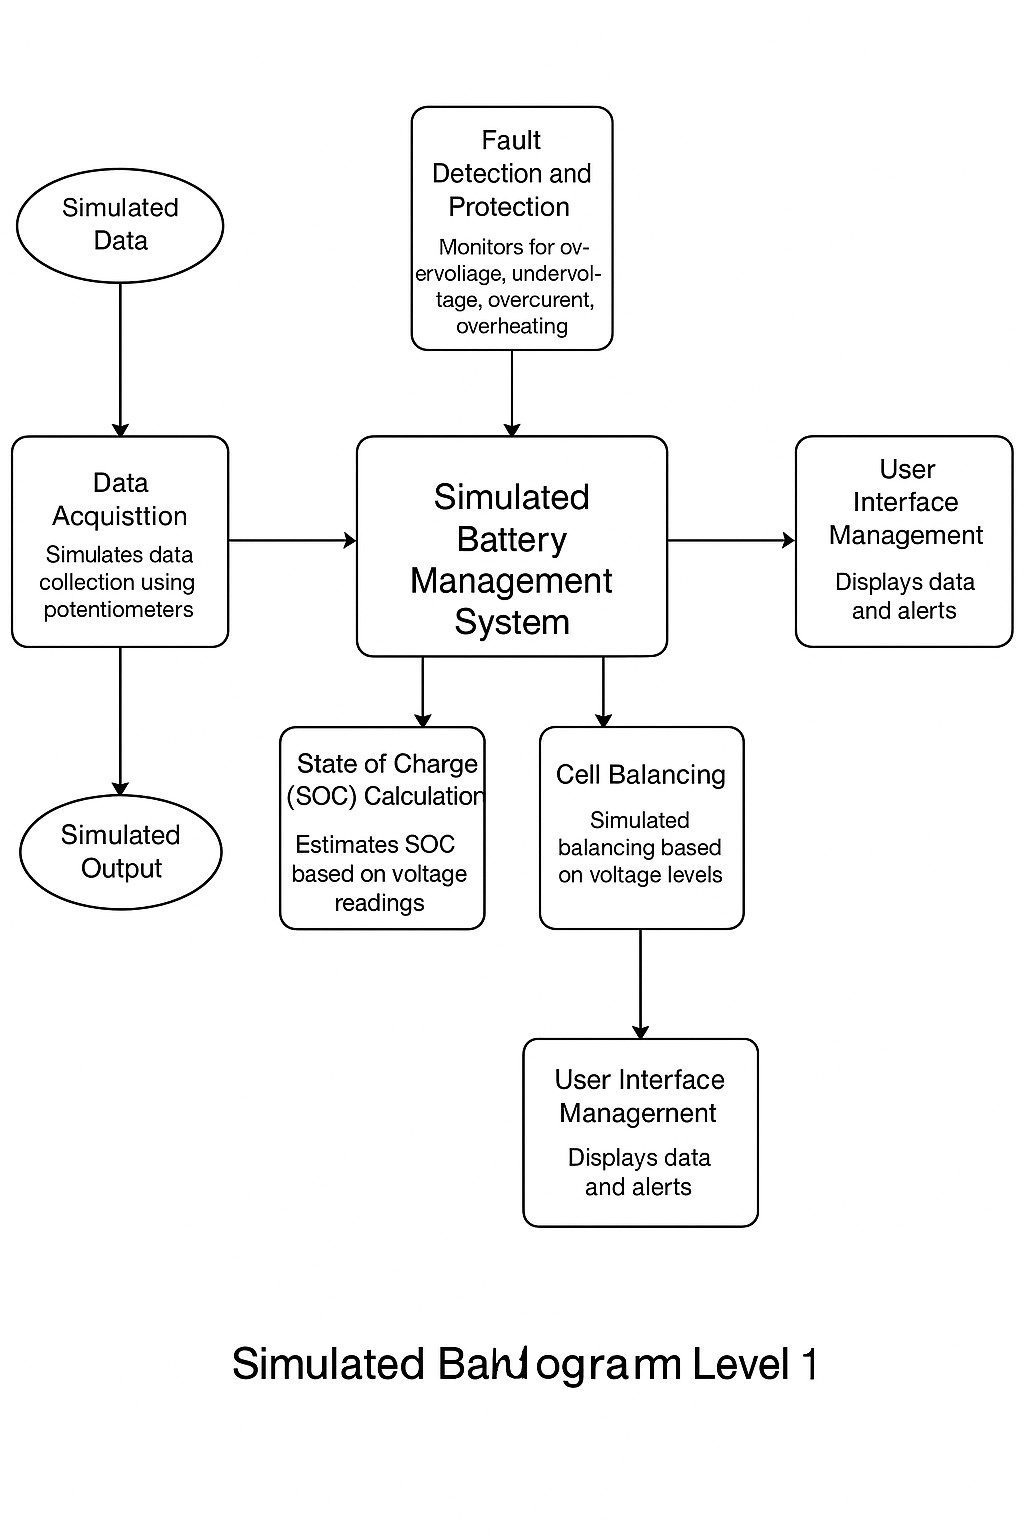 Fault
Detection and
Protection
Monitors for ov-
ervoliage, undervol-
tage, overcurent,
overheating
Simulated
Data
Data
Acquisttion
Simulates data
collection using
potentiometers
Simulated
Battery
Management
System
User
Interface
Management
Displays data
and alerts
State of Charge
(SOC) Calculation
Estimates SOC
based on voltage
readings
Cell Balancing
Simulated
balancing based
on voltage levels
Simulated
Output
User Interface
Management
Displays data
and alerts
Simulated Level 1